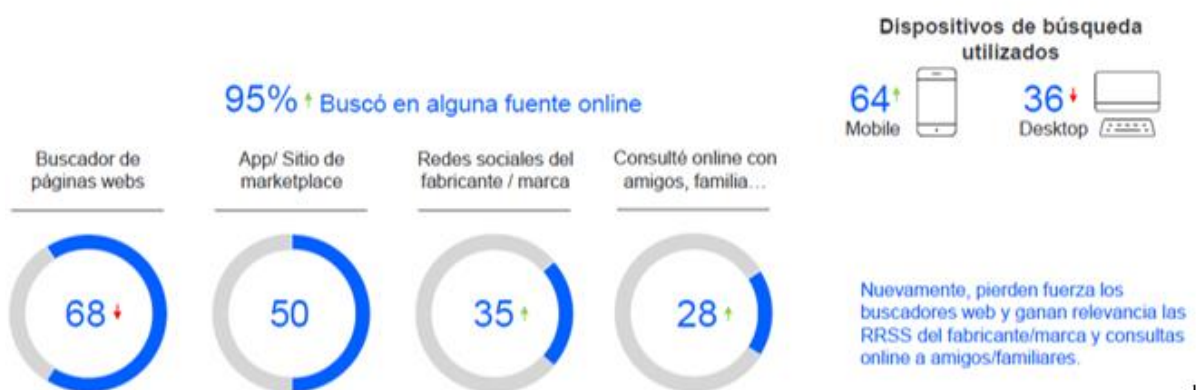 Dispositivos de búsqueda
utilizados
64
Mobile
36
Desktop
95% Buscó en alguna fuente online
Buscador de
páginas webs
68
App/ Sitio de
marketplace
50
Redes sociales del
fabricante / marca
35
Consulté online con
amigos, familia...
28
Nuevamente, pierden fuerza los
buscadores web y ganan relevancia las
RRSS del fabricante/marca y consultas
online a amigos/familiares.